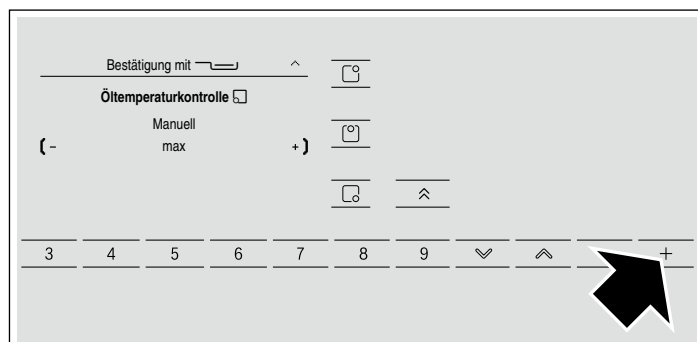 Bestätigung mit
Öltemperaturkontrolle
Manuell
- max +
3 4 5 6 7 8 9 +